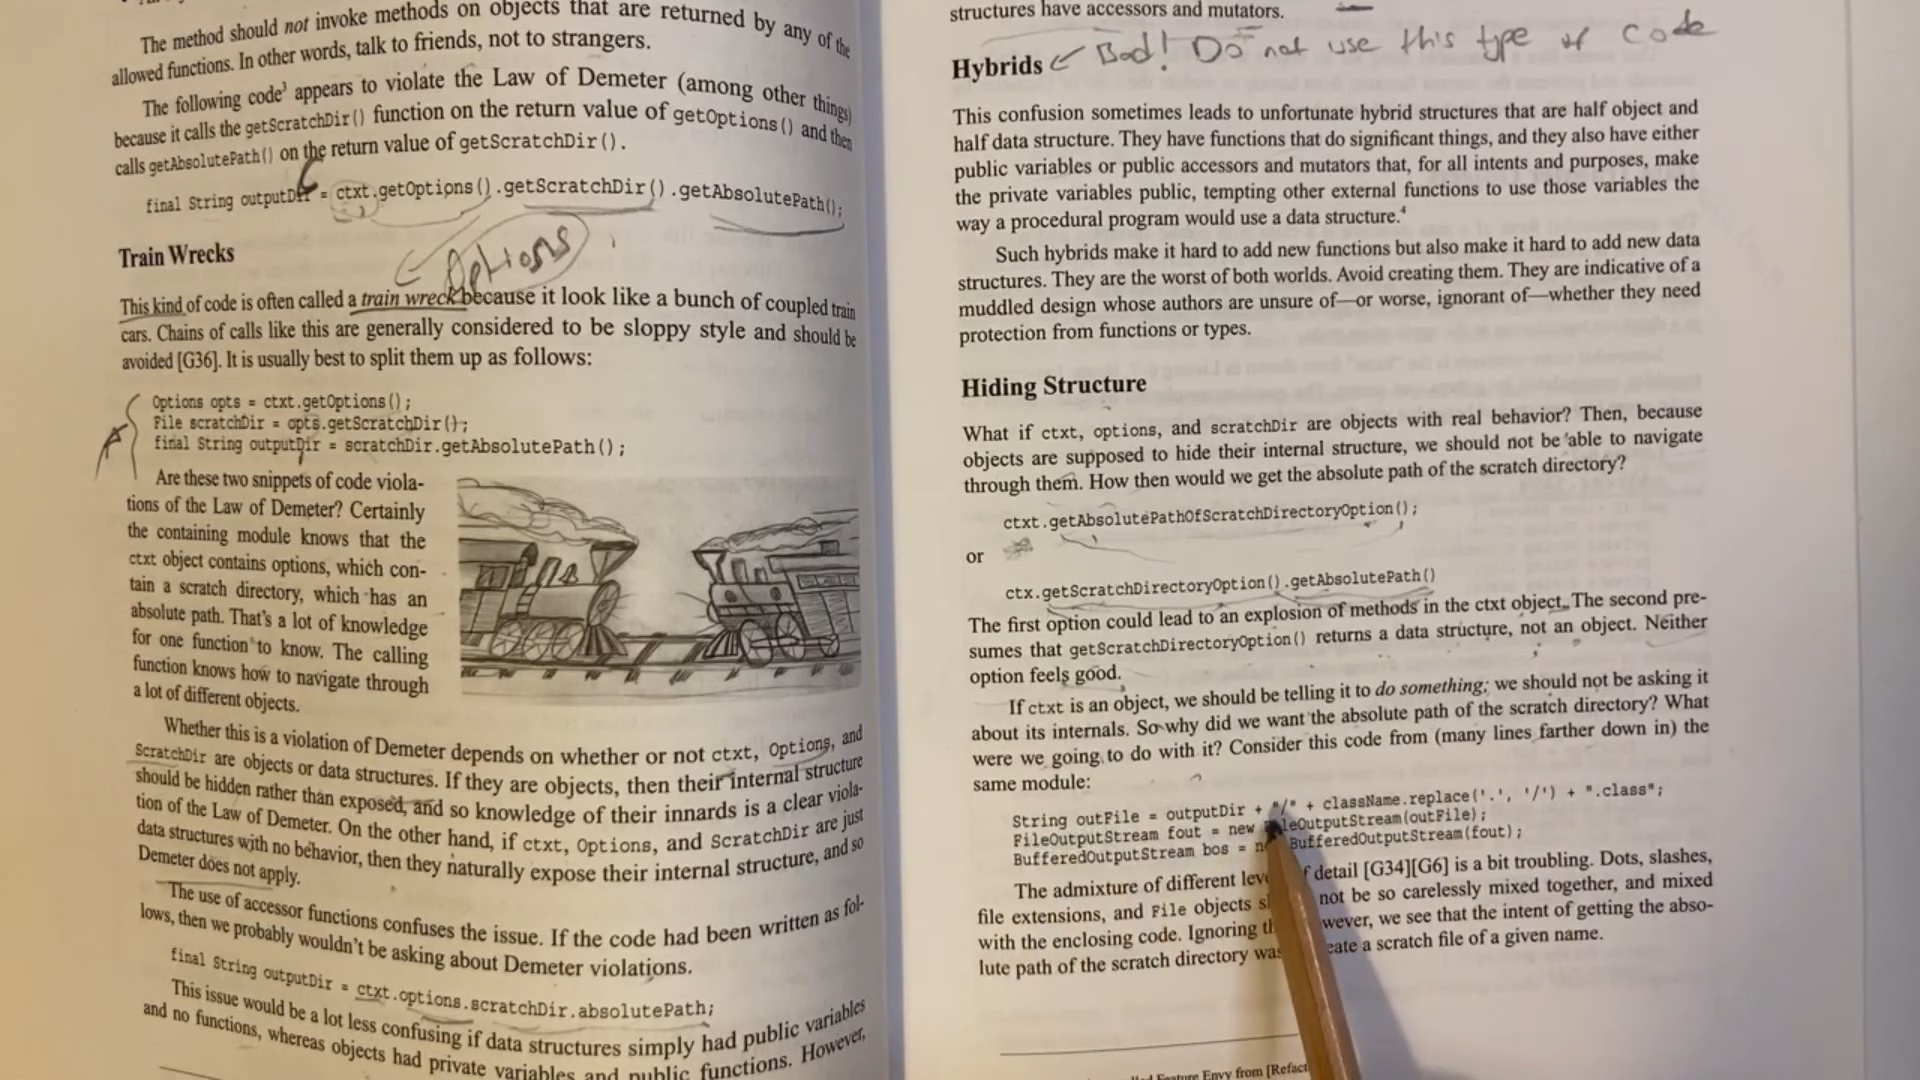 The method should not invoke methods on objects that are returned by any of the
allowed functions. In other words, talk to friends, not to strangers.
The following code3 appears to violate the Law of Demeter (among other things)
because it calls the getScratchDir() function on the return value of getOptions() and then
calls getAbsolutePath() on the return value of getScratchDir().
final String outputDir = ctxt.getOptions().getScratchDir().getAbsolutePath();
Options
Train Wrecks
This kind of code is often called a train wreck because it look like a bunch of coupled train
cars. Chains of calls like this are generally considered to be sloppy style and should be
avoided [G36]. It is usually best to split them up as follows:
Options opts = ctxt.getOptions();
File scratchDir = opts.getScratchDir();
final String outputDir = scratchDir.getAbsolutePath();
Are these two snippets of code viola-
tions of the Law of Demeter? Certainly
the containing module knows that the
ctxt object contains options, which con-
tain a scratch directory, which has an
absolute path. That's a lot of knowledge
for one function to know. The calling
function knows how to navigate through
a lot of different objects.
Whether this is a violation of Demeter depends on whether or not ctxt, Options, and
ScratchDir are objects or data structures. If they are objects, then their internal structure
should be hidden rather than exposed, and so knowledge of their innards is a clear viola-
tion of the Law of Demeter. On the other hand, if ctxt, Options, and ScratchDir are just
data structures with no behavior, then they naturally expose their internal structure, and so
Demeter does not apply.
The use of accessor functions confuses the issue. If the code had been written as fol-
lows, then we probably wouldn't be asking about Demeter violations.
final String outputDir = ctxt.options.scratchDir.absolutePath;
This issue would be a lot less confusing if data structures simply had public variables
and no functions, whereas objects had private variables and public functions. However,
structures have accessors and mutators.
Hybrids Bad! Do not use this type of code
This confusion sometimes leads to unfortunate hybrid structures that are half object and
half data structure. They have functions that do significant things, and they also have either
public variables or public accessors and mutators that, for all intents and purposes, make
the private variables public, tempting other external functions to use those variables the
way a procedural program would use a data structure.4
Such hybrids make it hard to add new functions but also make it hard to add new data
structures. They are the worst of both worlds. Avoid creating them. They are indicative of a
muddled design whose authors are unsure of—or worse, ignorant of—whether they need
protection from functions or types.
Hiding Structure
What if ctxt, options, and scratchDir are objects with real behavior? Then, because
objects are supposed to hide their internal structure, we should not be able to navigate
through them. How then would we get the absolute path of the scratch directory?
ctxt.getAbsolutePathOfScratchDirectoryOption();
or
ctx.getScratchDirectoryOption().getAbsolutePath()
The first option could lead to an explosion of methods in the ctxt object. The second pre-
sumes that getScratchDirectoryOption() returns a data structure, not an object. Neither
option feels good.
If ctxt is an object, we should be telling it to do something; we should not be asking it
about its internals. So why did we want the absolute path of the scratch directory? What
were we going to do with it? Consider this code from (many lines farther down in) the
same module:
String outFile = outputDir + "/" + className.replace('.', '/') + ".class";
FileOutputStream fout = new leOutputStream(outFile);
BufferedOutputStream bos = n BufferedOutputStream(fout);
The admixture of different lev f detail [G34][G6] is a bit troubling. Dots, slashes,
file extensions, and File objects s not be so carelessly mixed together, and mixed
with the enclosing code. Ignoring th wever, we see that the intent of getting the abso-
lute path of the scratch directory was eate a scratch file of a given name.
Feature Envy from [Refact